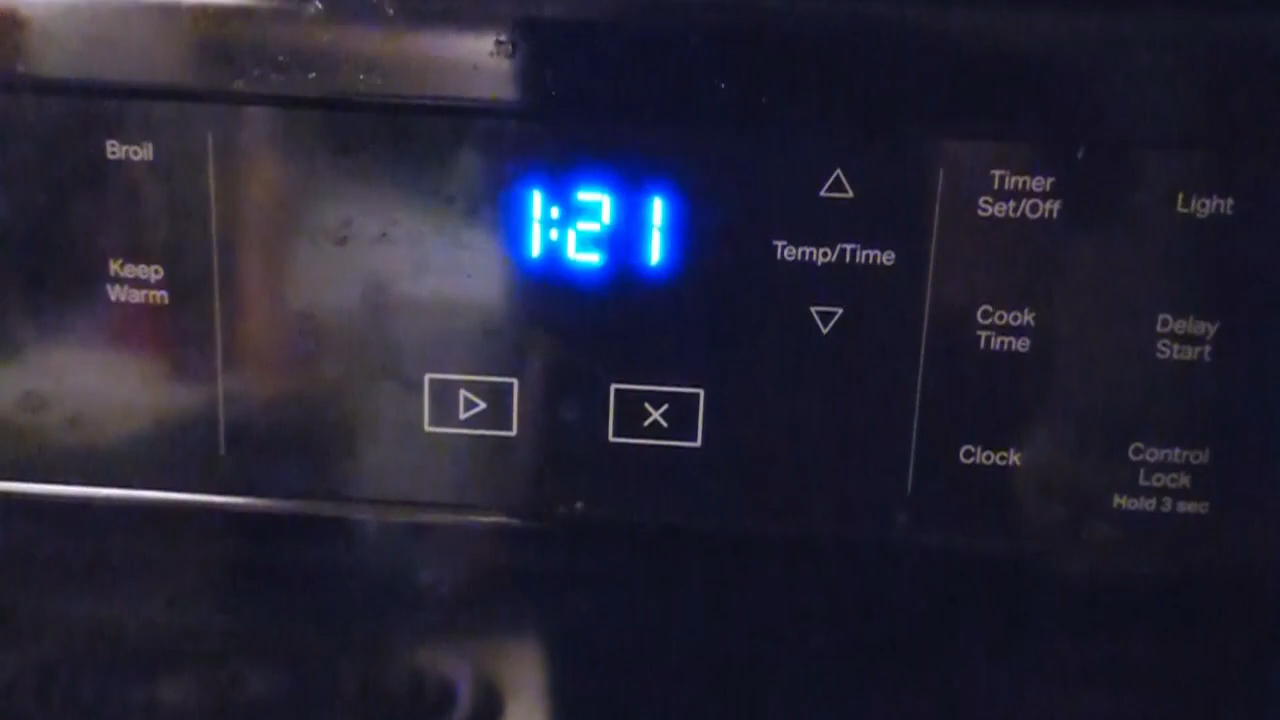 Broil
Keep
Warm
1:21
Temp/Time
Timer
Set/Off
Light
Cook
Time
Delay
Start
Clock
Control
Lock
Hold 3 sec